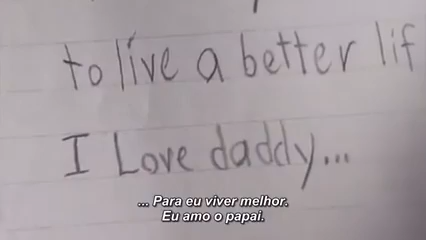 to live a better lif
I Love daddy...
... Para eu viver melhor.
Eu amo o papai.